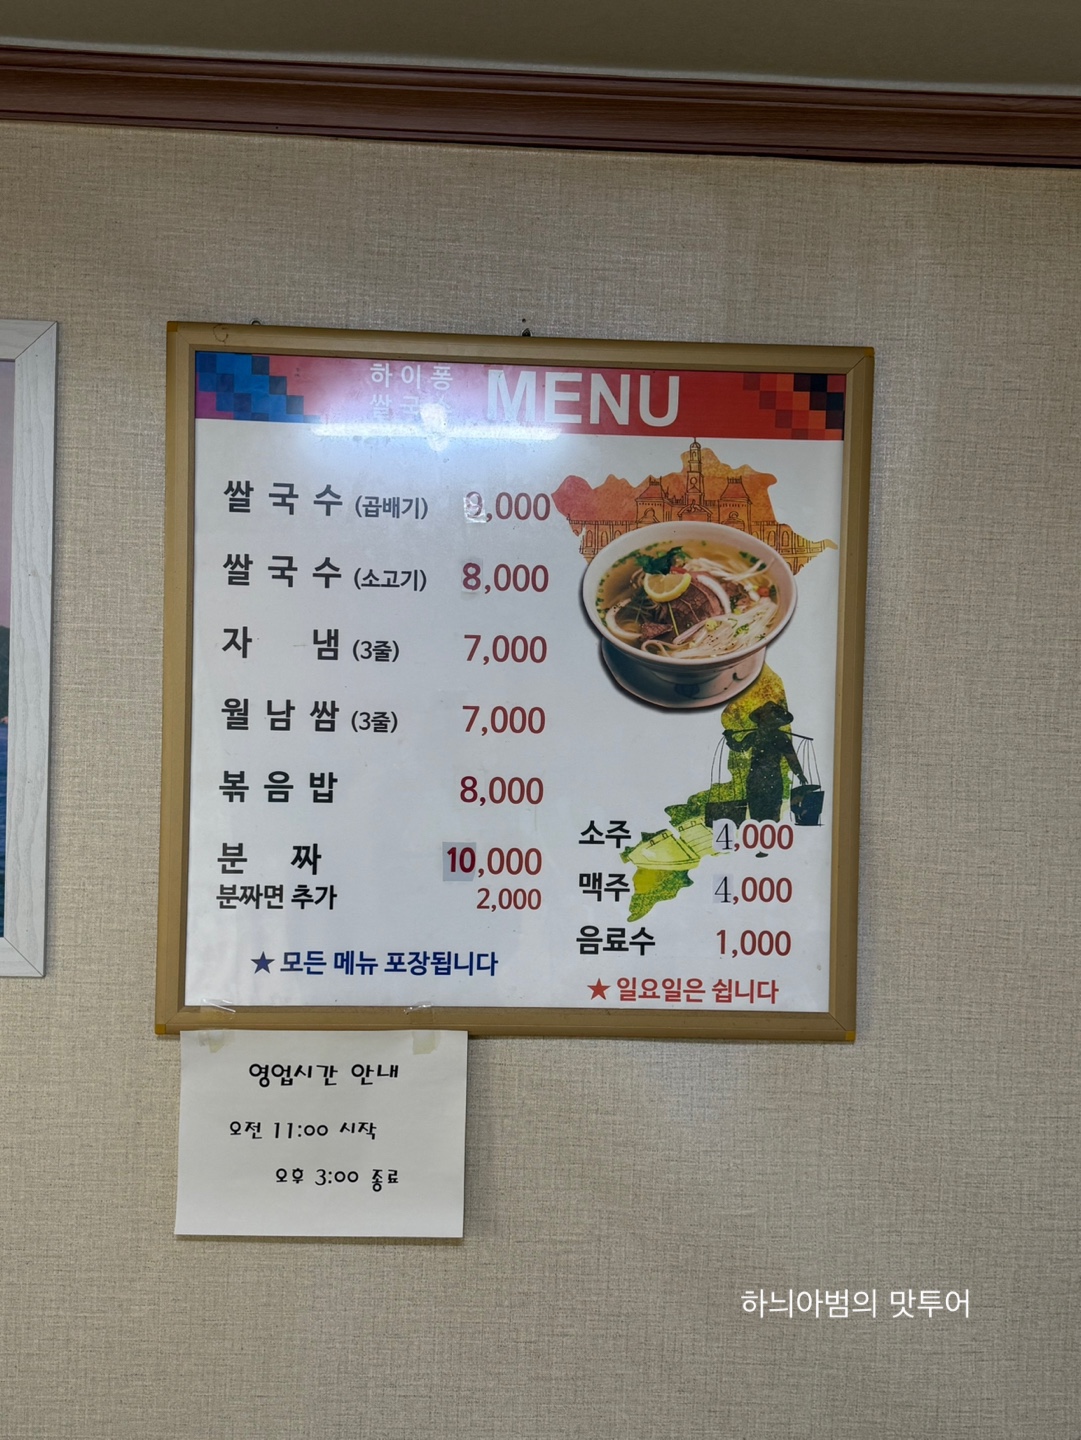 하이퐁
쌀국수
MENU
쌀국수 (곱배기) 9,000
쌀국수 (소고기) 8,000
자냄 (3줄) 7,000
월남쌈 (3줄) 7,000
볶음밥 8,000
분짜 10,000
분짜면 추가 2,000
★ 모든 메뉴 포장됩니다
소주 4,000
맥주 4,000
음료수 1,000
★ 일요일은 쉽니다
영업시간 안내
오전 11:00 시작
오후 3:00 종료
하늬아범의 맛투어